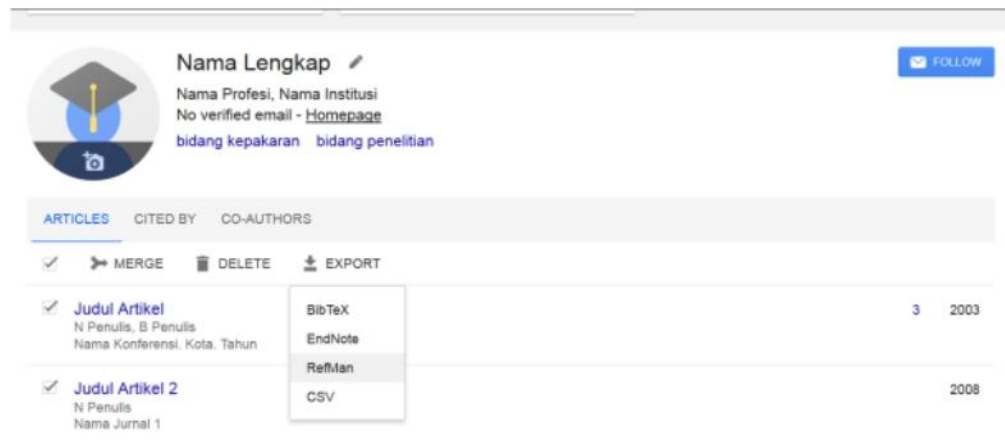 Nama Lengkap
FOLLOW
Nama Profesi, Nama Institusi
No verified email - Homepage
bidang kepakaran bidang penelitian
ARTICLES CITED BY CO-AUTHORS
MERGE DELETE EXPORT
Judul Artikel 3 2003
N Penulis, B Penulis
Nama Konferensi. Kota. Tahun
BibTeX
EndNote
RefMan
CSV
Judul Artikel 2 2008
N Penulis
Nama Jurnal 1